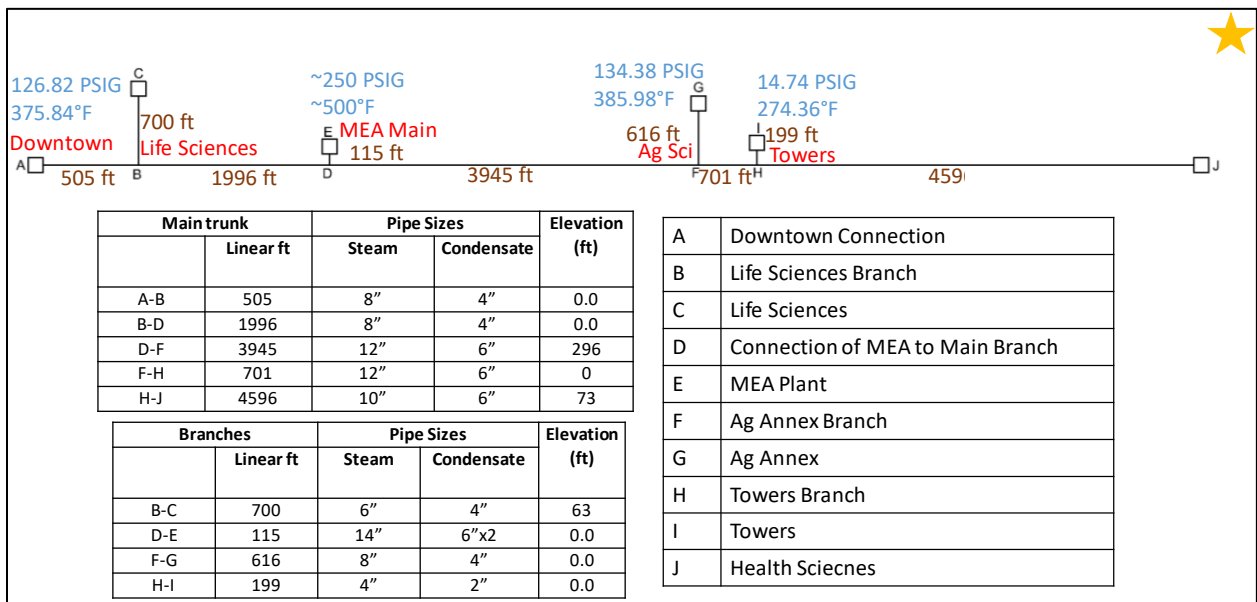 126.82 PSIG
375.84°F
Downtown
A
505 ft
B
C
700 ft
Life Sciences
1996 ft
~250 PSIG
~500°F
E MEA Main
115 ft
D
3945 ft
134.38 PSIG
385.98°F
G
616 ft
Ag Sci
F
701 ft
14.74 PSIG
274.36°F
I 199 ft
Towers
H
459
J
Main trunk Pipe Sizes Elevation (ft)
Linear ft Steam Condensate
A-B 505 8” 4” 0.0
B-D 1996 8” 4” 0.0
D-F 3945 12” 6” 296
F-H 701 12” 6” 0
H-J 4596 10” 6” 73
Branches Pipe Sizes Elevation (ft)
Linear ft Steam Condensate
B-C 700 6” 4” 63
D-E 115 14” 6”x2 0.0
F-G 616 8” 4” 0.0
H-I 199 4” 2” 0.0
A Downtown Connection
B Life Sciences Branch
C Life Sciences
D Connection of MEA to Main Branch
E MEA Plant
F Ag Annex Branch
G Ag Annex
H Towers Branch
I Towers
J Health Sciecnes